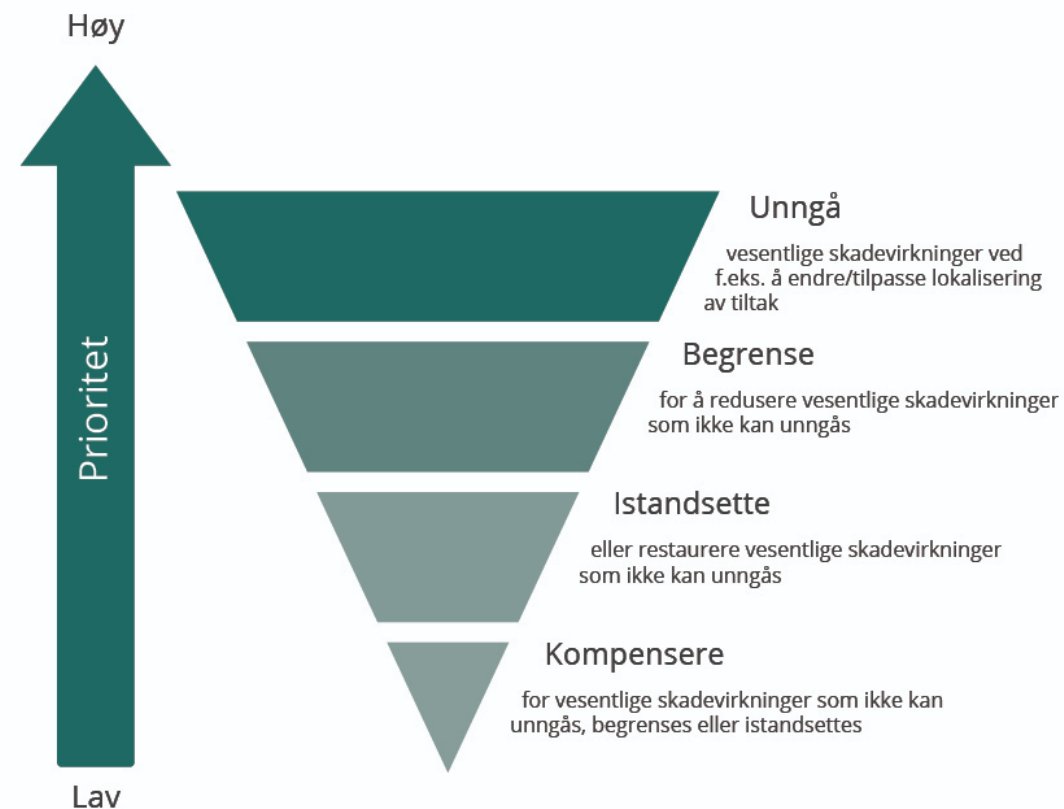 Høy
Prioritet
Lav
Unngå
vesentlige skadevirkninger ved
f.eks. å endre/tilpasse lokalisering
av tiltak
Begrense
for å redusere vesentlige skadevirkninger
som ikke kan unngås
Istandsette
eller restaurere vesentlige skadevirkninger
som ikke kan unngås
Kompensere
for vesentlige skadevirkninger som ikke kan
unngås, begrenses eller istandsettes